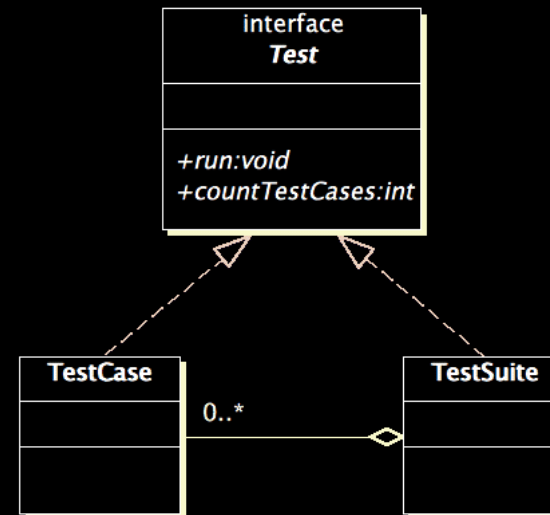 interface
Test
+run:void
+countTestCases:int
TestCase
TestSuite
0..*